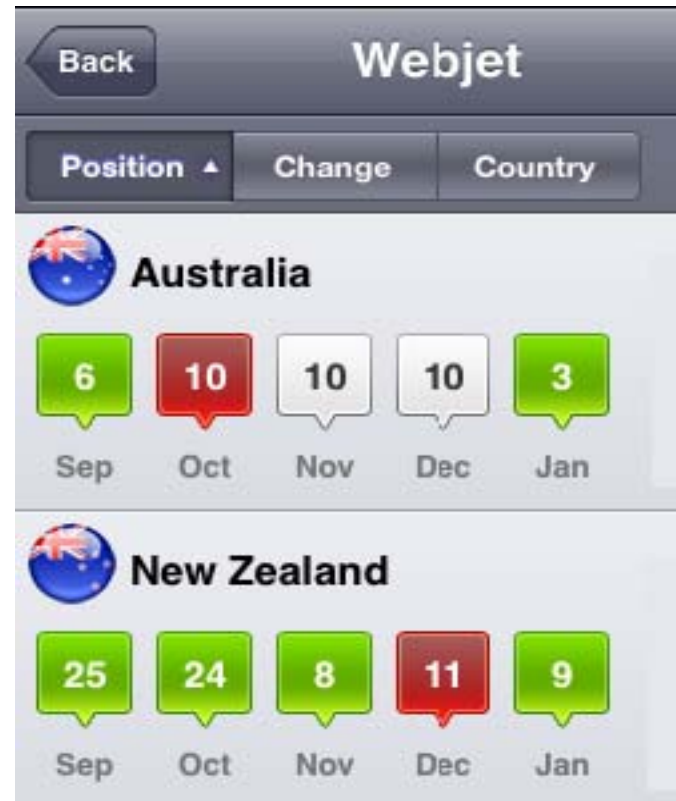 Back Webjet
Position ▲ Change Country
Australia
6 10 10 10 3
Sep Oct Nov Dec Jan
New Zealand
25 24 8 11 9
Sep Oct Nov Dec Jan